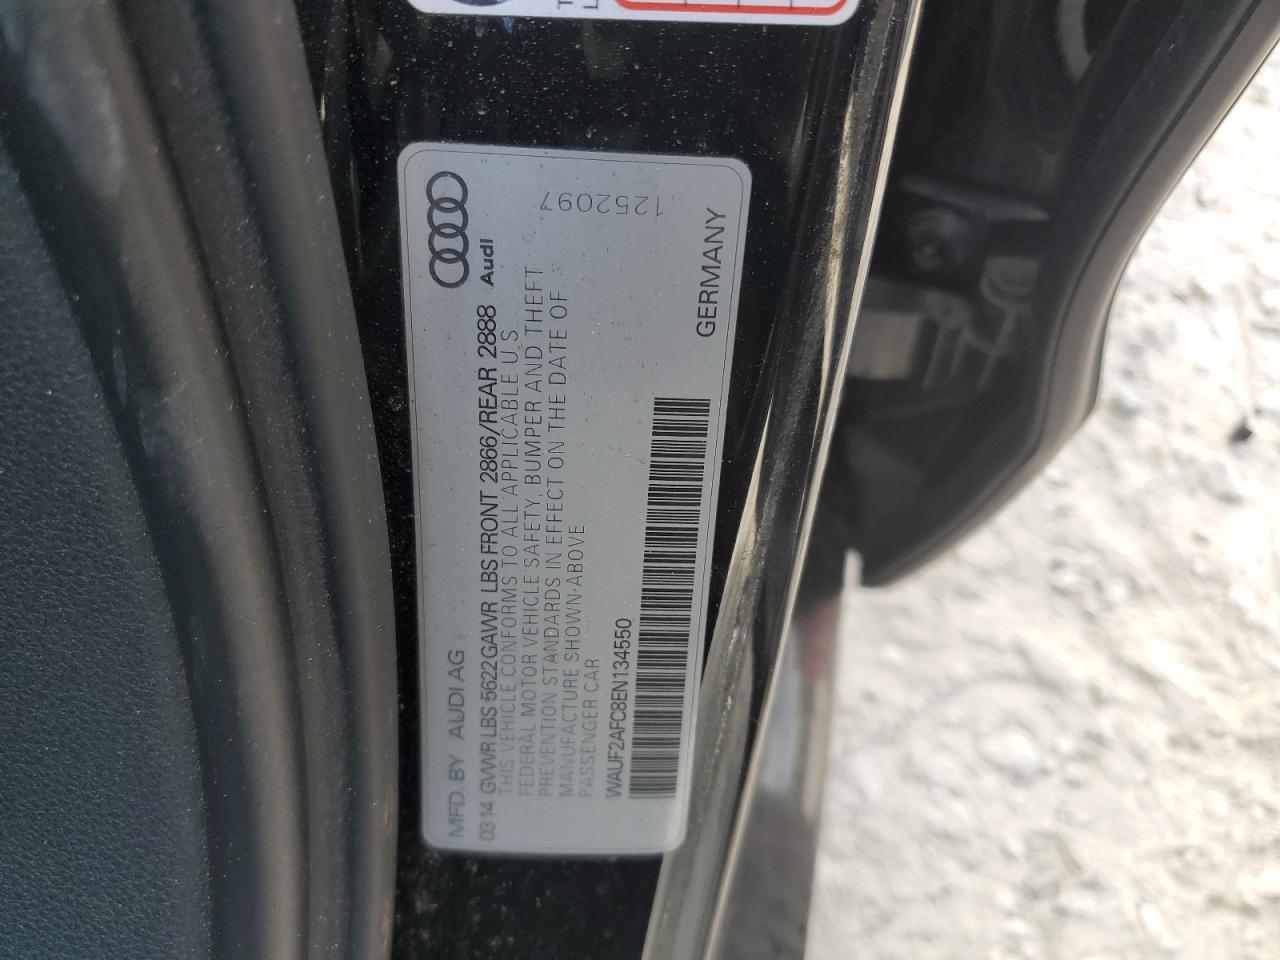 MFD. BY AUDI AG
03 14 GVWR LBS 5622 GAWR LBS FRONT 2866/REAR 2888
Audi
THIS VEHICLE CONFORMS TO ALL APPLICABLE U.S
FEDERAL MOTOR VEHICLE SAFETY, BUMPER AND THEFT
PREVENTION STANDARDS IN EFFECT ON THE DATE OF
MANUFACTURE SHOWN-ABOVE
PASSENGER CAR
WAUF2AFC8EN134550
GERMANY
1252097